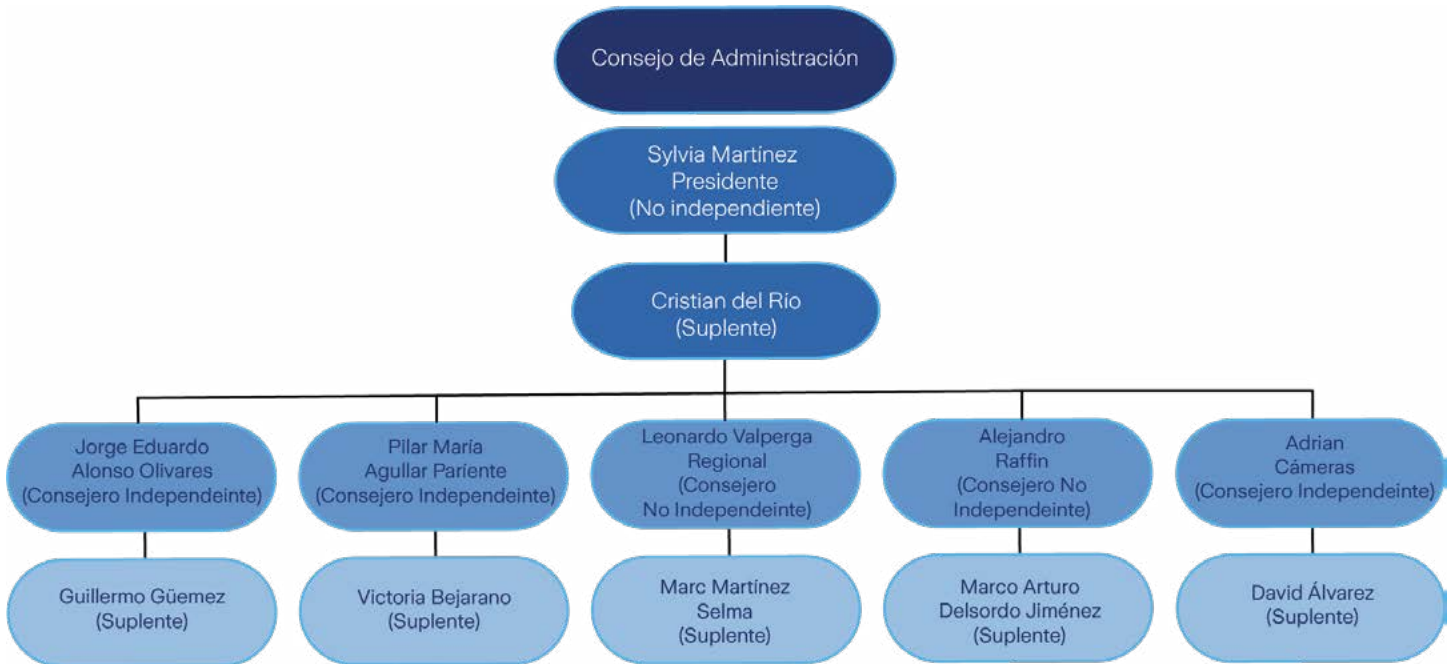 Consejo de Administración
Sylvia Martínez
Presidente
(No independiente)
Cristian del Río
(Suplente)
Jorge Eduardo
Alonso Olivares
(Consejero Independeinte)
Pilar María
Agullar Paríente
(Consejero Independeinte)
Leonardo Valperga
Regional
(Consejero
No Independeinte)
Alejandro
Raffin
(Consejero No
Independeinte)
Adrian
Cámeras
(Consejero Independeinte)
Guillermo Güemez
(Suplente)
Victoria Bejarano
(Suplente)
Marc Martínez
Selma
(Suplente)
Marco Arturo
Delsordo Jiménez
(Suplente)
David Álvarez
(Suplente)